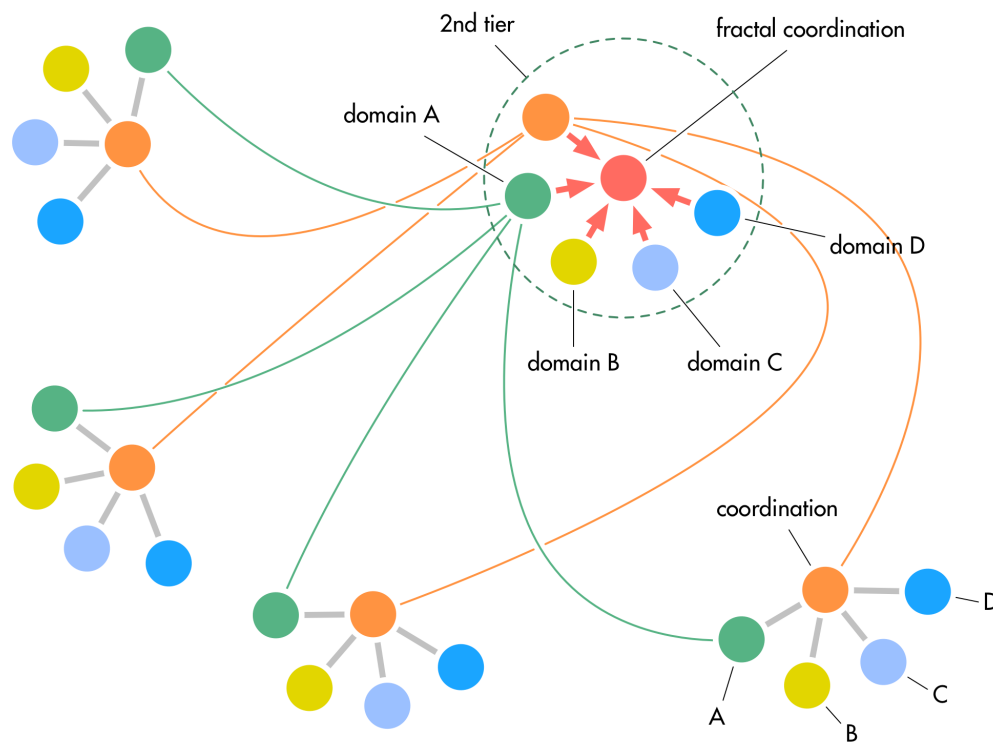 2nd tier
fractal coordination
domain A
domain D
domain B
domain C
coordination
D
C
A
B